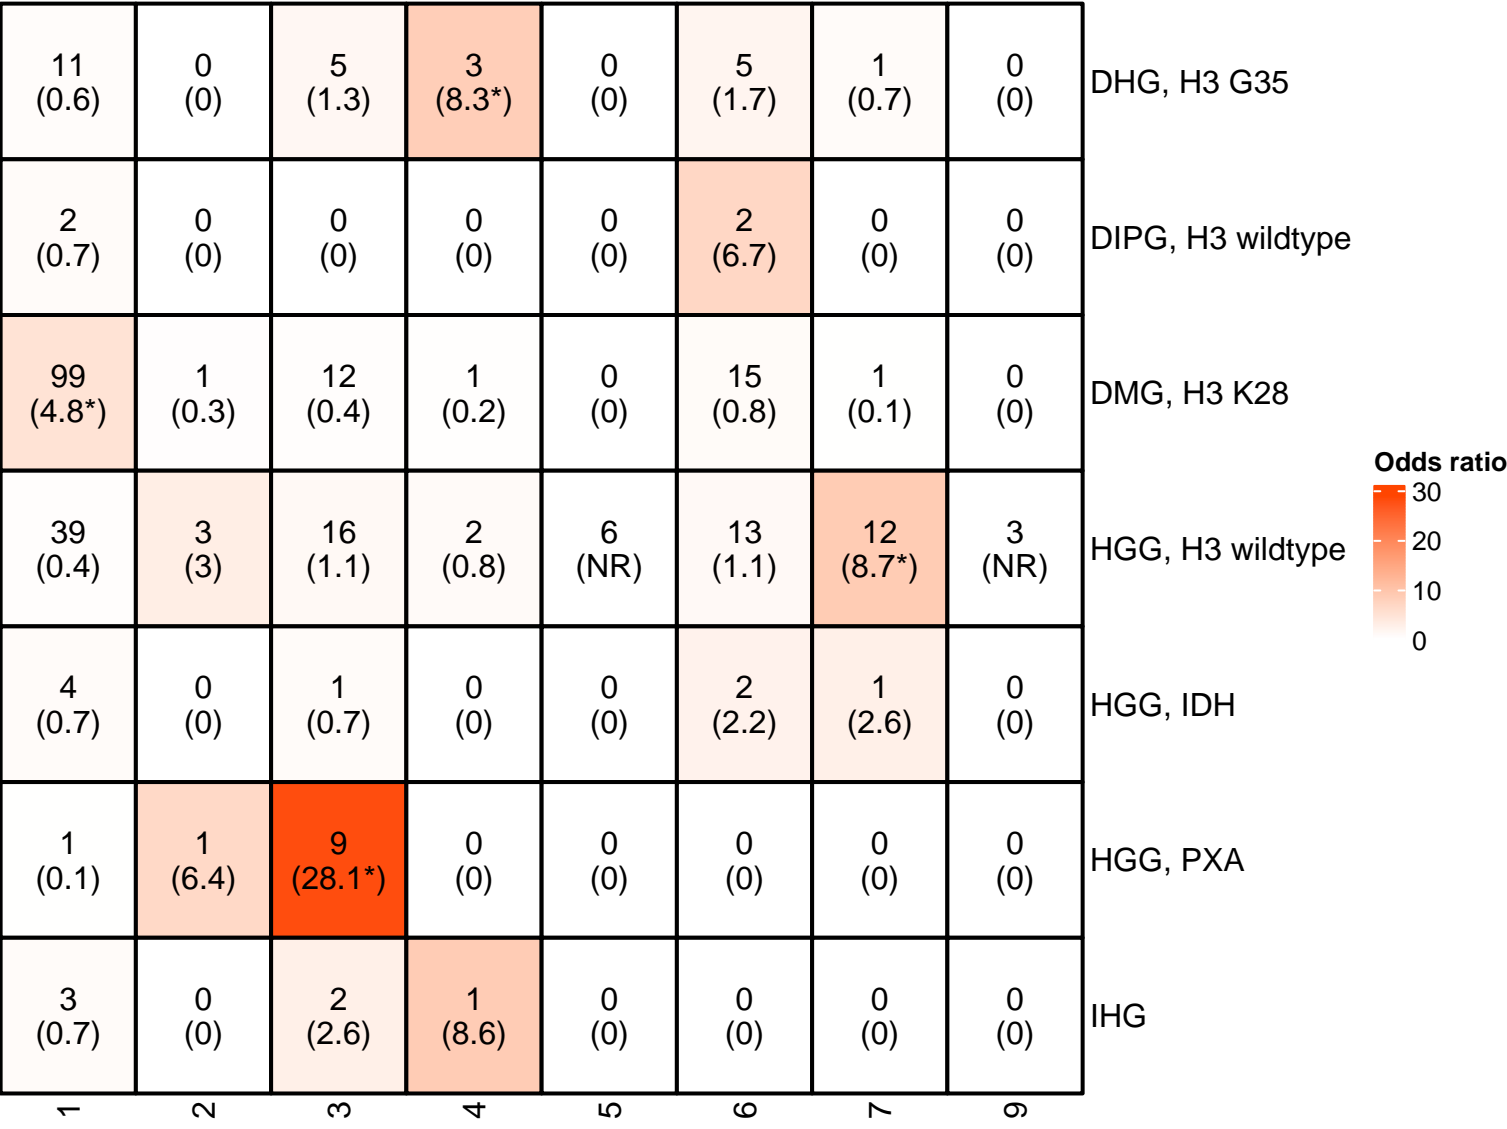 11 0 5 3 0 5 1 0
(0.6) (0) (1.3) (8.3*) (0) (1.7) (0.7) (0)
DHG, H3 G35
2 0 0 0 0 2 0 0
(0.7) (0) (0) (0) (0) (6.7) (0) (0)
DIPG, H3 wildtype
99 1 12 1 0 15 1 0
(4.8*) (0.3) (0.4) (0.2) (0) (0.8) (0.1) (0)
DMG, H3 K28
39 3 16 2 6 13 12 3
(0.4) (3) (1.1) (0.8) (NR) (1.1) (8.7*) (NR)
HGG, H3 wildtype
4 0 1 0 0 2 1 0
(0.7) (0) (0.7) (0) (0) (2.2) (2.6) (0)
HGG, IDH
1 1 9 0 0 0 0 0
(0.1) (6.4) (28.1*) (0) (0) (0) (0) (0)
HGG, PXA
3 0 2 1 0 0 0 0
(0.7) (0) (2.6) (8.6) (0) (0) (0) (0)
IHG
1 2 3 4 5 6 7 9
Odds ratio
30
20
10
0